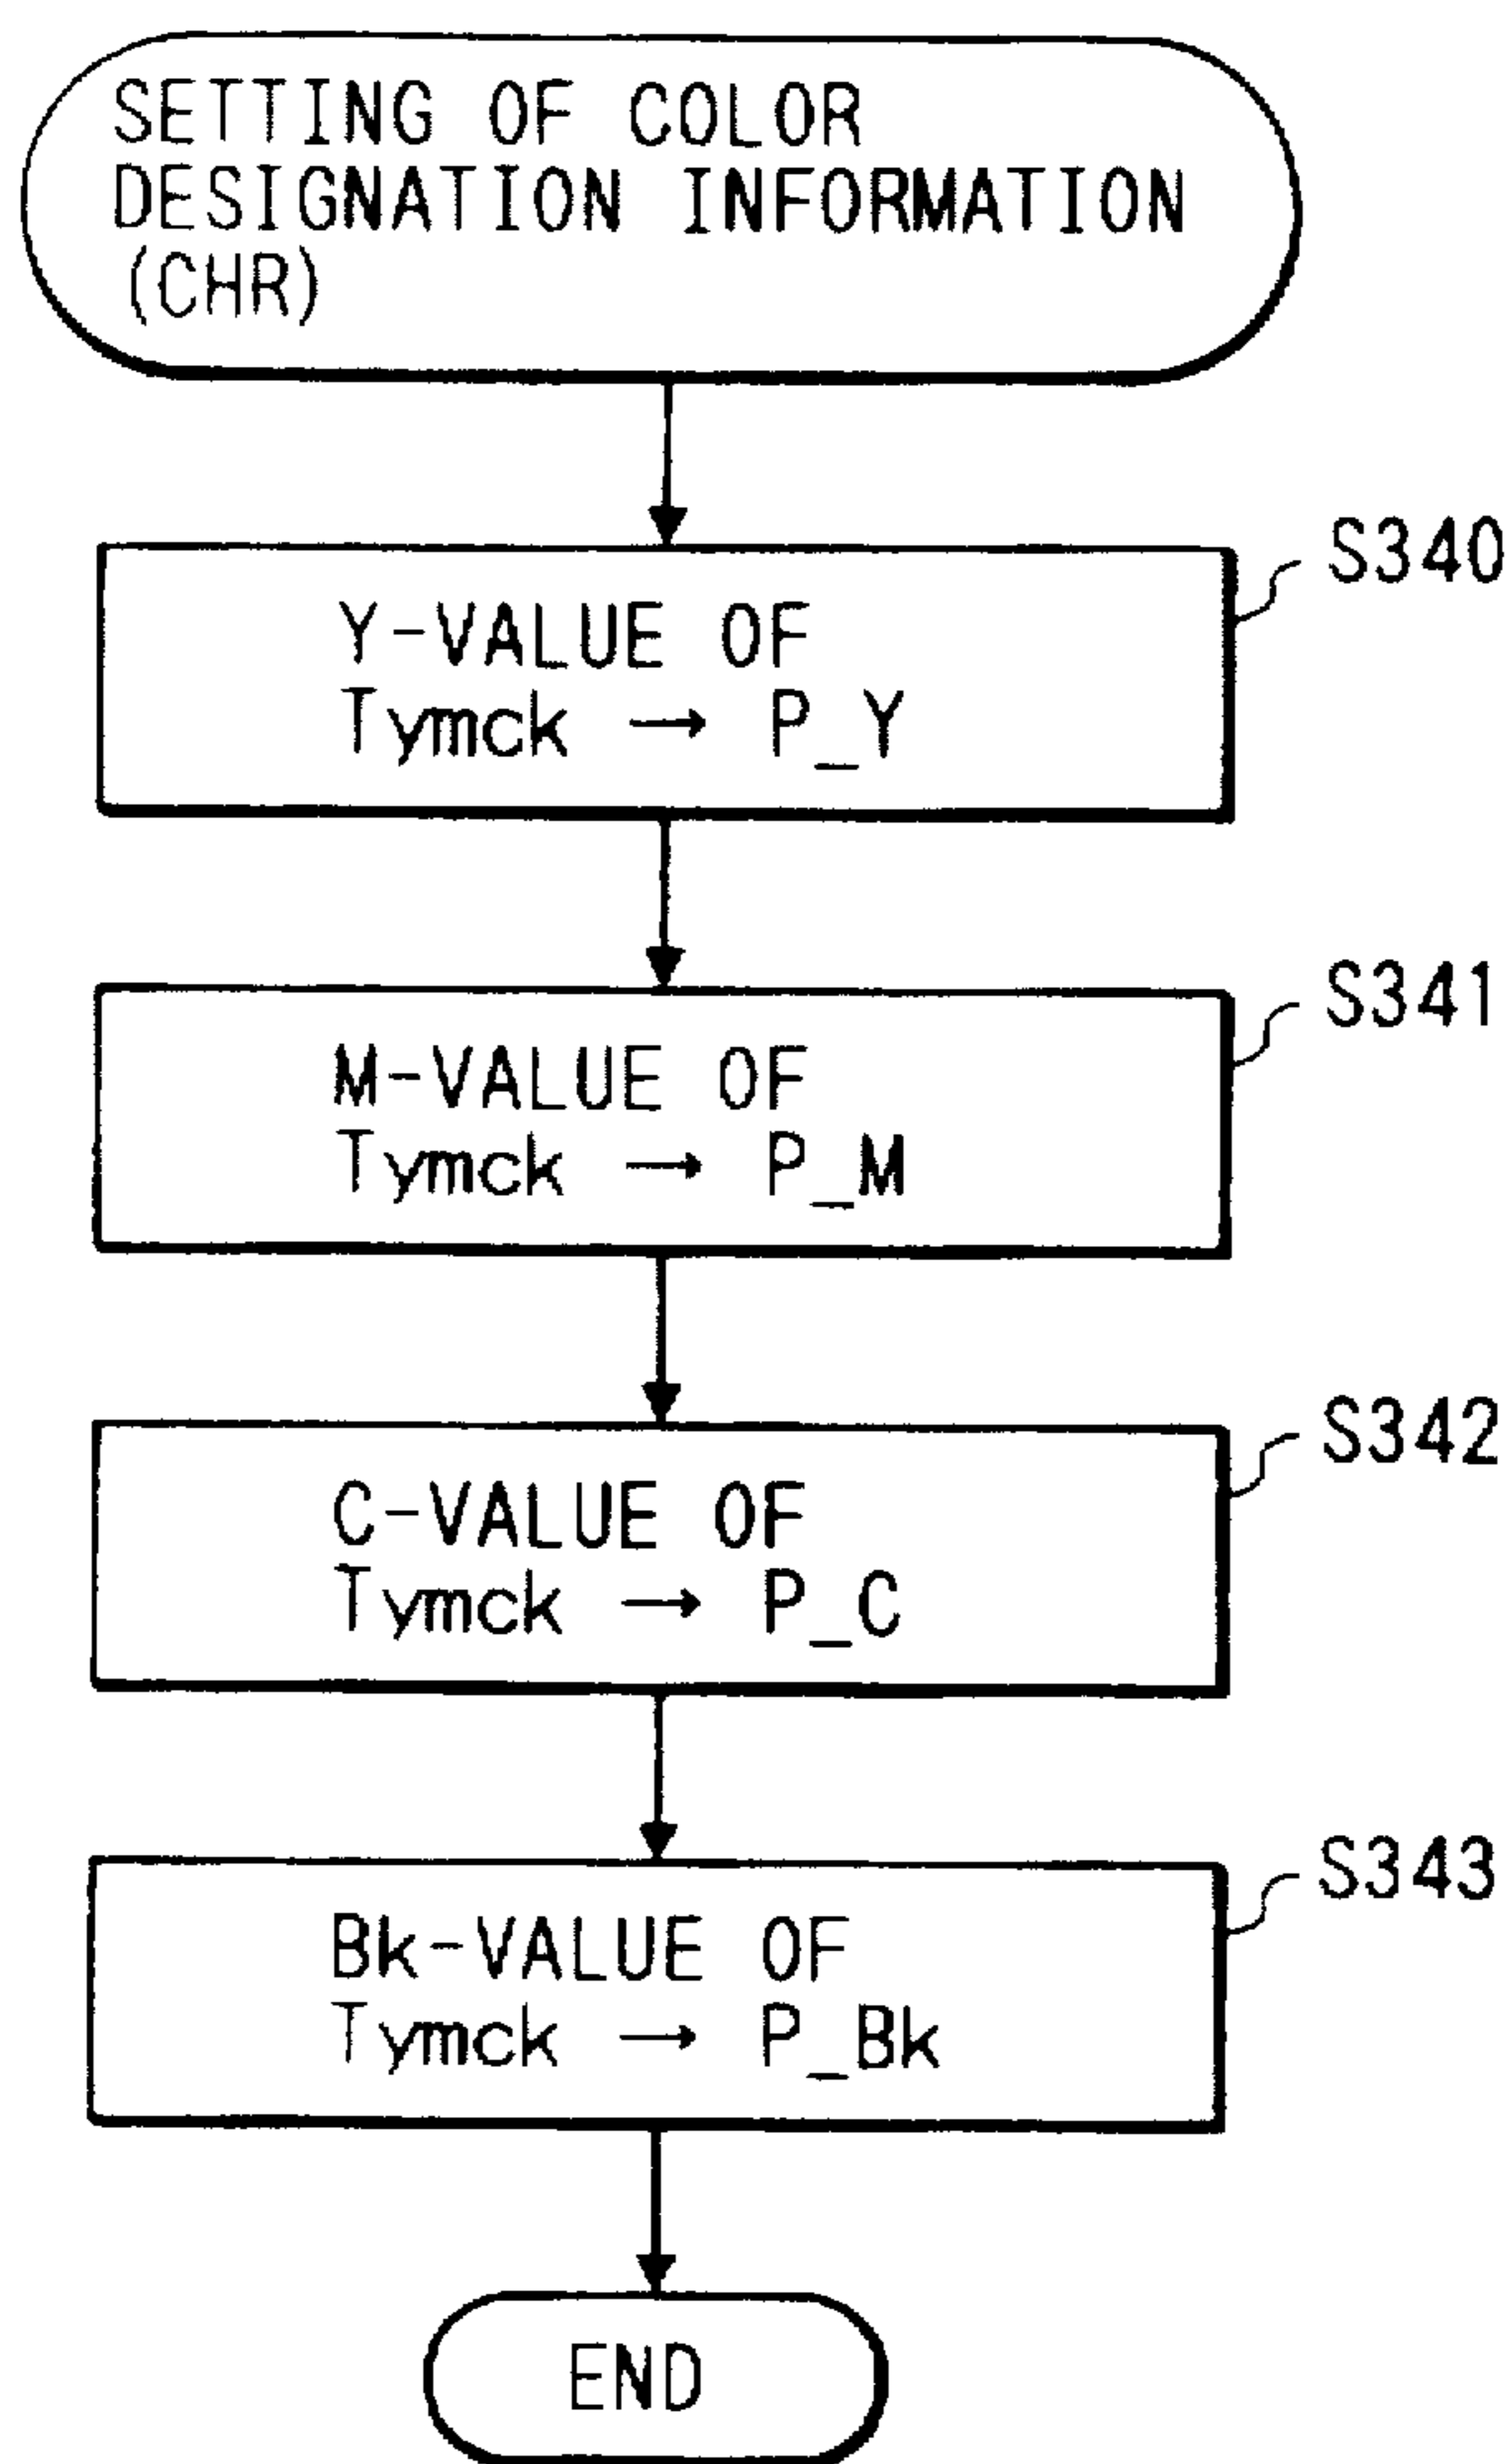 SETTING OF COLOR
DESIGNATION INFORMATION
(CHR)
S340
Y-VALUE OF
Tymck → P_Y
S341
M-VALUE OF
Tymck → P_M
S342
C-VALUE OF
Tymck → P_C
S343
Bk-VALUE OF
Tymck → P_Bk
END